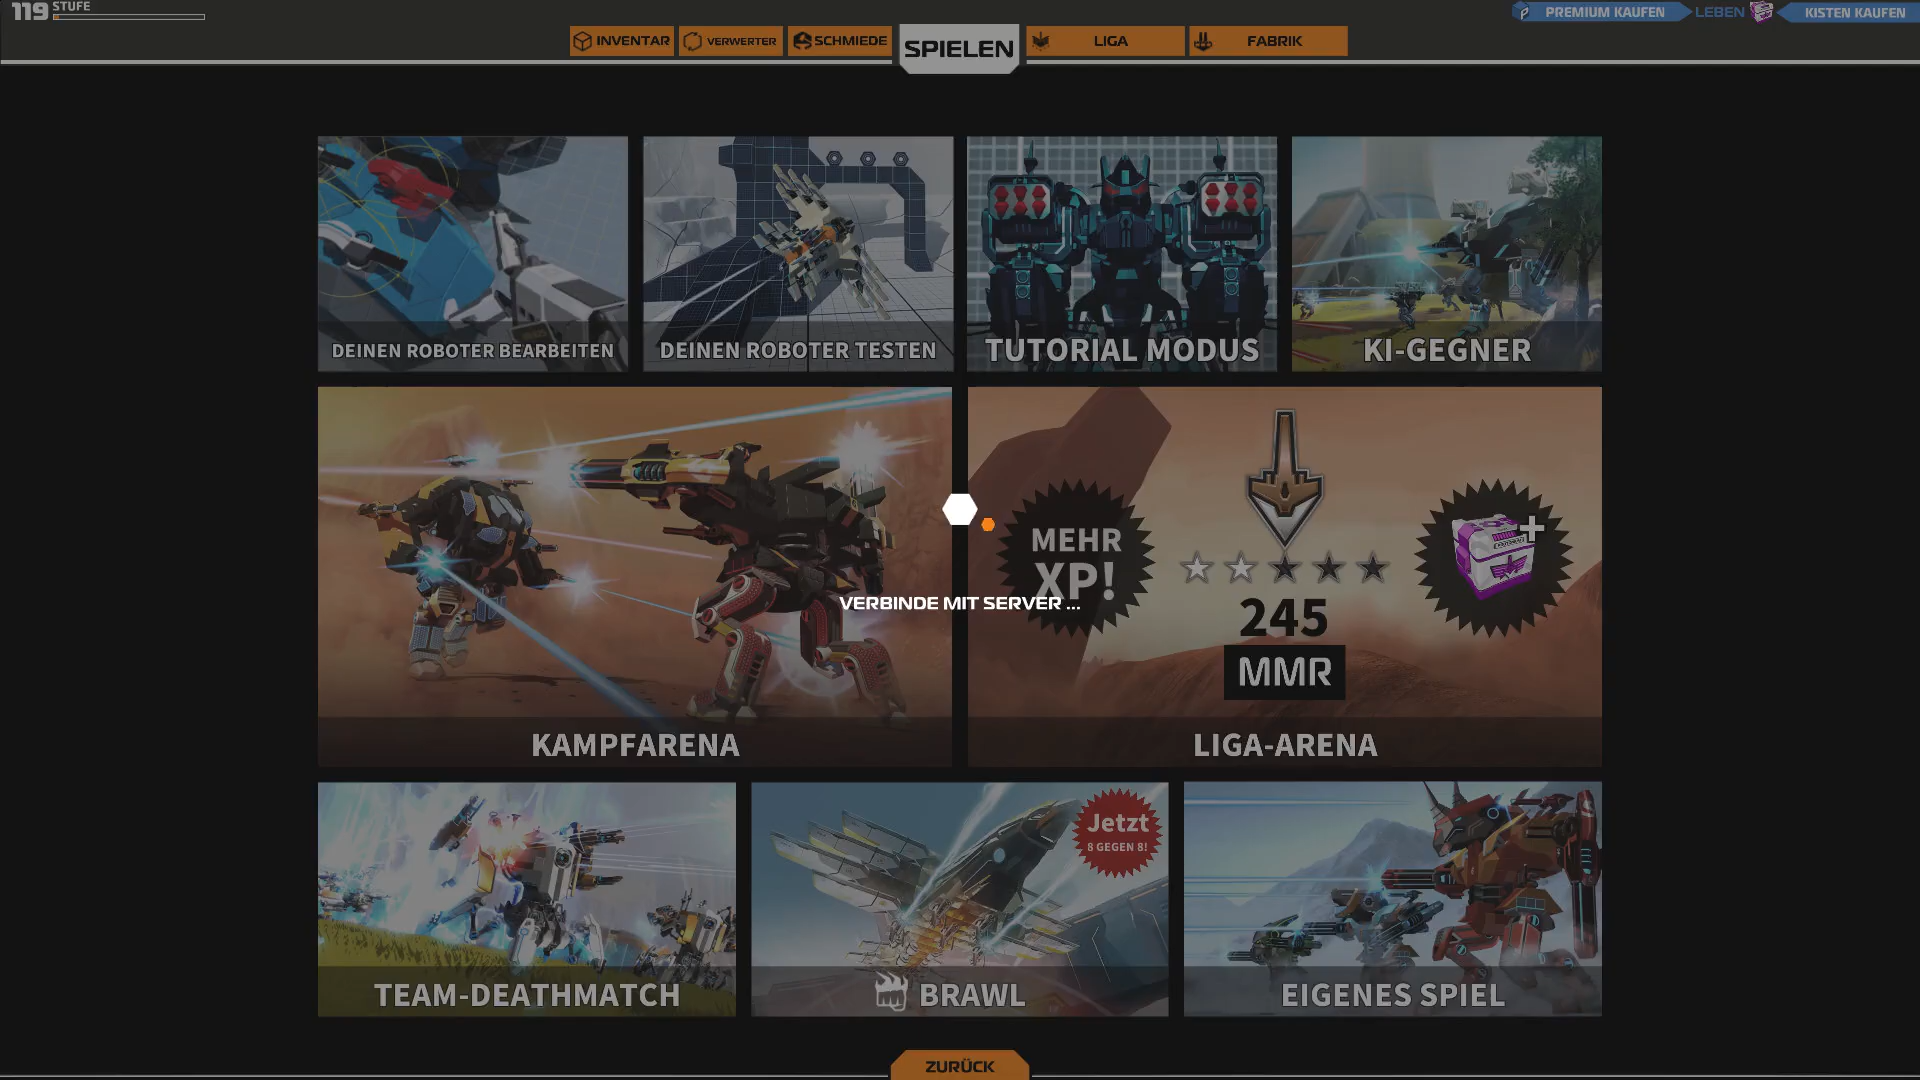 119 STUFE
PREMIUM KAUFEN LEBEN KISTEN KAUFEN
INVENTAR VERWERTER SCHMIEDE SPIELEN LIGA FABRIK
DEINEN ROBOTER BEARBEITEN
DEINEN ROBOTER TESTEN
TUTORIAL MODUS
KI-GEGNER
KAMPFARENA
MEHR
XP!
245
MMR
LIGA-ARENA
VERBINDE MIT SERVER ...
TEAM-DEATHMATCH
Jetzt
8 GEGEN 8!
BRAWL
EIGENES SPIEL
ZURÜCK